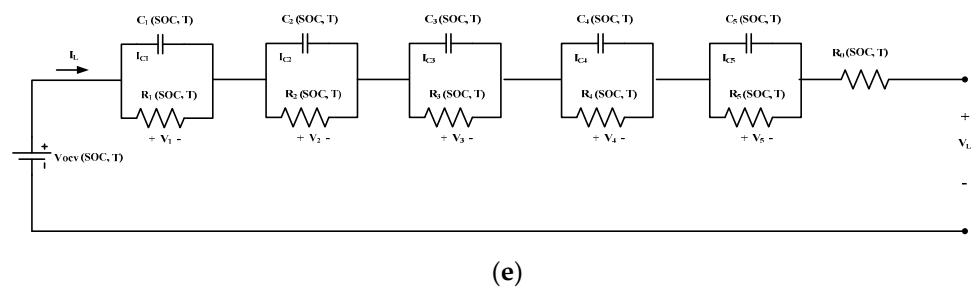 C1 (SOC, T) C2 (SOC, T) C3 (SOC, T) C4 (SOC, T) C5 (SOC, T)
IL IC1 IC2 IC3 IC4 IC5 R0 (SOC, T)
R1 (SOC, T) R2 (SOC, T) R3 (SOC, T) R4 (SOC, T) R5 (SOC, T)
+ V1 - + V2 - + V3 - + V4 - + V5 -
+
VL
-
+
Vocv (SOC, T)
-
(e)